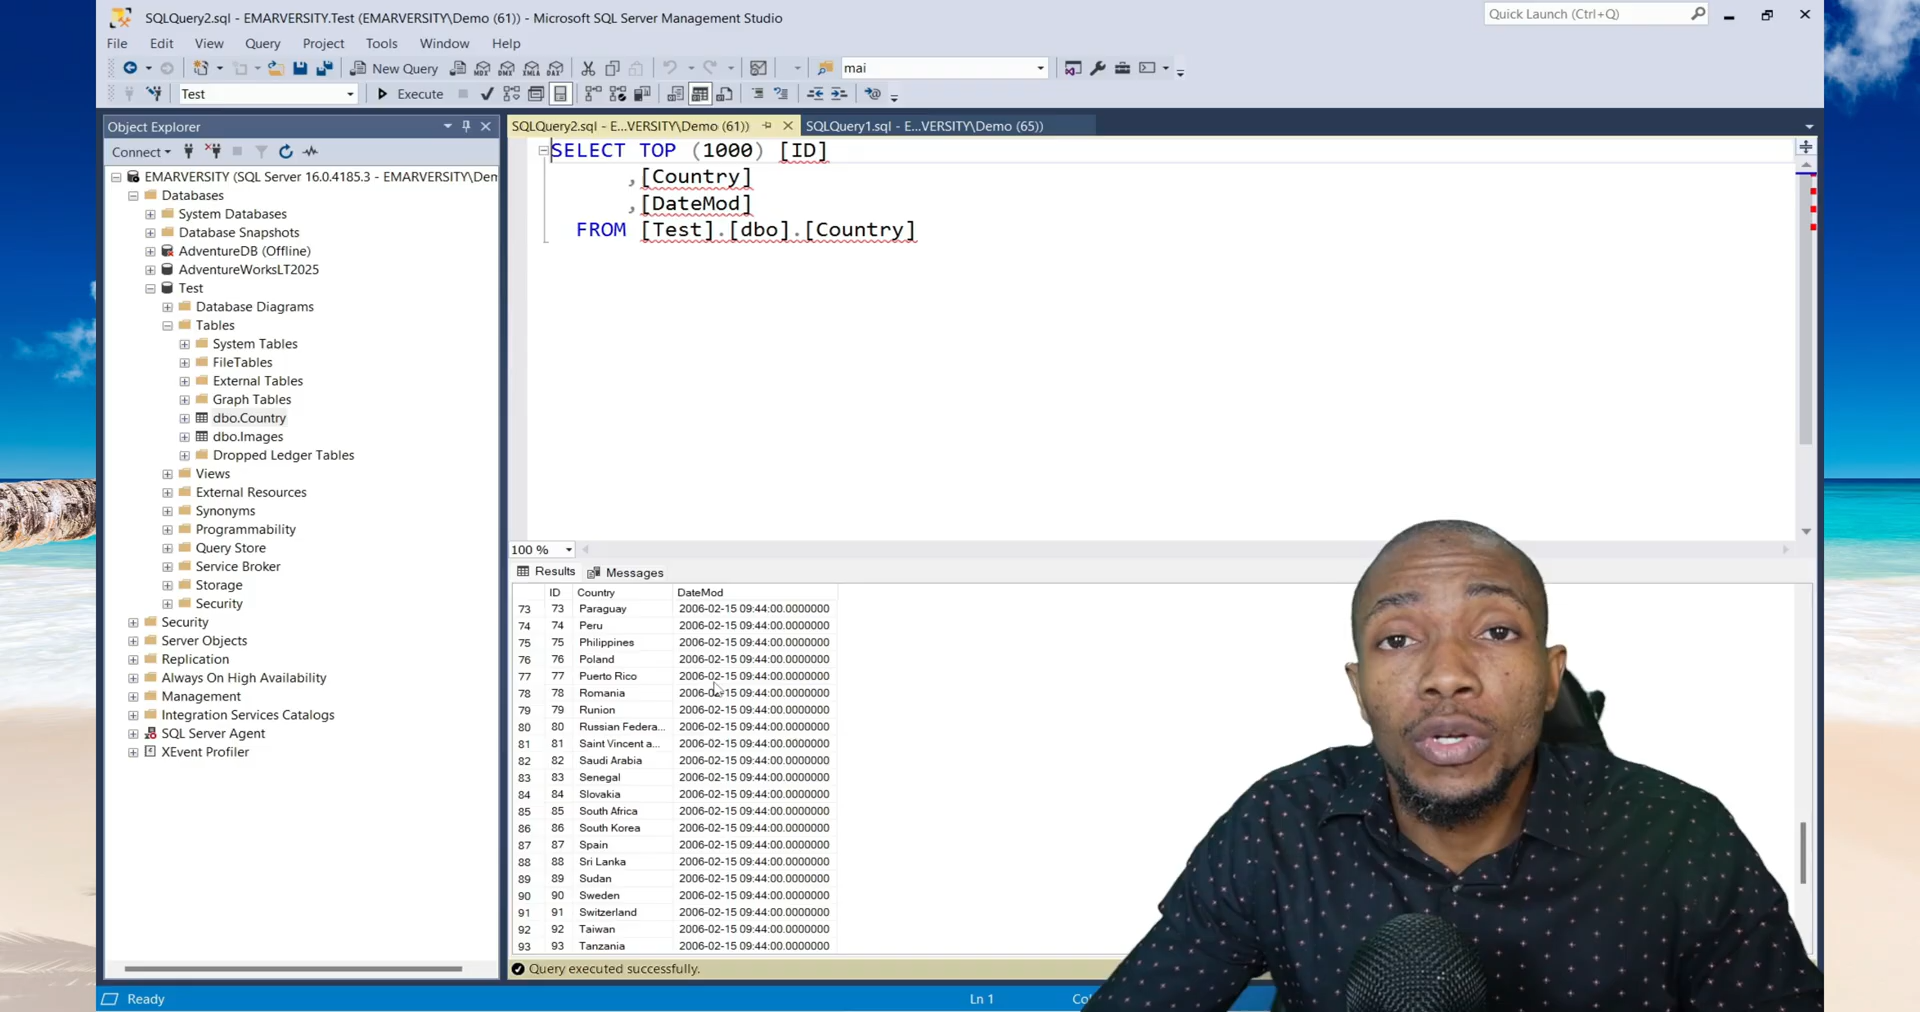 SQLQuery2.sql - EMARVERSITY.Test (EMARVERSITY\Demo (61)) - Microsoft SQL Server Management Studio
Quick Launch (Ctrl+Q)
File Edit View Query Project Tools Window Help
New Query
MDX DMX XMLA DAX
mai
Test
Execute
Object Explorer
SQLQuery2.sql - E...VERSITY\Demo (61))
SQLQuery1.sql - E...VERSITY\Demo (65))
Connect
EMARVERSITY (SQL Server 16.0.4185.3 - EMARVERSITY\Dem
Databases
System Databases
Database Snapshots
AdventureDB (Offline)
AdventureWorksLT2025
Test
Database Diagrams
Tables
System Tables
FileTables
External Tables
Graph Tables
dbo.Country
dbo.Images
Dropped Ledger Tables
Views
External Resources
Synonyms
Programmability
Query Store
Service Broker
Storage
Security
Security
Server Objects
Replication
Always On High Availability
Management
Integration Services Catalogs
SQL Server Agent
XEvent Profiler
SELECT TOP (1000) [ID]
,[Country]
,[DateMod]
FROM [Test].[dbo].[Country]
100 %
Results Messages
ID Country DateMod
73 73 Paraguay 2006-02-15 09:44:00.0000000
74 74 Peru 2006-02-15 09:44:00.0000000
75 75 Philippines 2006-02-15 09:44:00.0000000
76 76 Poland 2006-02-15 09:44:00.0000000
77 77 Puerto Rico 2006-02-15 09:44:00.0000000
78 78 Romania 2006-02-15 09:44:00.0000000
79 79 Runion 2006-02-15 09:44:00.0000000
80 80 Russian Federa... 2006-02-15 09:44:00.0000000
81 81 Saint Vincent a... 2006-02-15 09:44:00.0000000
82 82 Saudi Arabia 2006-02-15 09:44:00.0000000
83 83 Senegal 2006-02-15 09:44:00.0000000
84 84 Slovakia 2006-02-15 09:44:00.0000000
85 85 South Africa 2006-02-15 09:44:00.0000000
86 86 South Korea 2006-02-15 09:44:00.0000000
87 87 Spain 2006-02-15 09:44:00.0000000
88 88 Sri Lanka 2006-02-15 09:44:00.0000000
89 89 Sudan 2006-02-15 09:44:00.0000000
90 90 Sweden 2006-02-15 09:44:00.0000000
91 91 Switzerland 2006-02-15 09:44:00.0000000
92 92 Taiwan 2006-02-15 09:44:00.0000000
93 93 Tanzania 2006-02-15 09:44:00.0000000
Query executed successfully.
Ready
Ln 1
Co